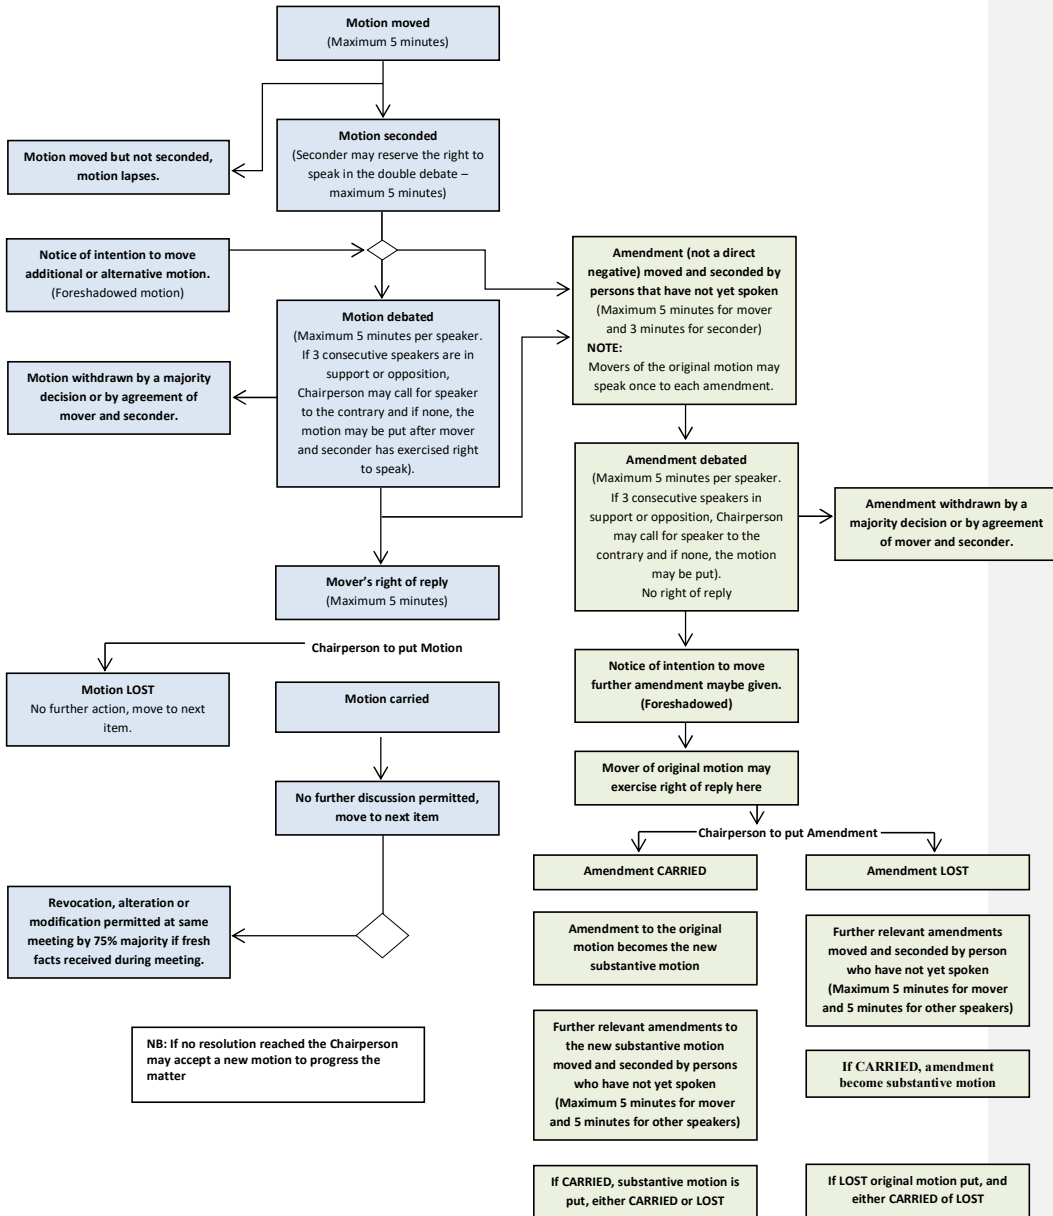 Motion moved
(Maximum 5 minutes)
Motion moved but not seconded,
motion lapses.
Motion seconded
(Seconder may reserve the right to
speak in the double debate –
maximum 5 minutes)
Notice of intention to move
additional or alternative motion.
(Foreshadowed motion)
Motion debated
(Maximum 5 minutes per speaker.
If 3 consecutive speakers are in
support or opposition,
Chairperson may call for speaker
to the contrary and if none, the
motion may be put after mover
and seconder has exercised right
to speak).
Motion withdrawn by a majority
decision or by agreement of
mover and seconder.
Mover’s right of reply
(Maximum 5 minutes)
Chairperson to put Motion
Motion LOST
No further action, move to next
item.
Motion carried
No further discussion permitted,
move to next item
Revocation, alteration or
modification permitted at same
meeting by 75% majority if fresh
facts received during meeting.
NB: If no resolution reached the Chairperson
may accept a new motion to progress the
matter
Amendment (not a direct
negative) moved and seconded by
persons that have not yet spoken
(Maximum 5 minutes for mover
and 3 minutes for seconder)
NOTE:
Movers of the original motion may
speak once to each amendment.
Amendment debated
(Maximum 5 minutes per speaker.
If 3 consecutive speakers in
support or opposition, Chairperson
may call for speaker to the
contrary and if none, the motion
may be put).
No right of reply
Amendment withdrawn by a
majority decision or by agreement
of mover and seconder.
Notice of intention to move
further amendment maybe given.
(Foreshadowed)
Mover of original motion may
exercise right of reply here
Chairperson to put Amendment
Amendment CARRIED
Amendment to the original
motion becomes the new
substantive motion
Further relevant amendments to
the new substantive motion
moved and seconded by persons
who have not yet spoken
(Maximum 5 minutes for mover
and 5 minutes for other speakers)
If CARRIED, substantive motion is
put, either CARRIED or LOST
Amendment LOST
Further relevant amendments
moved and seconded by person
who have not yet spoken
(Maximum 5 minutes for mover
and 5 minutes for other speakers)
If CARRIED, amendment
become substantive motion
If LOST original motion put, and
either CARRIED of LOST